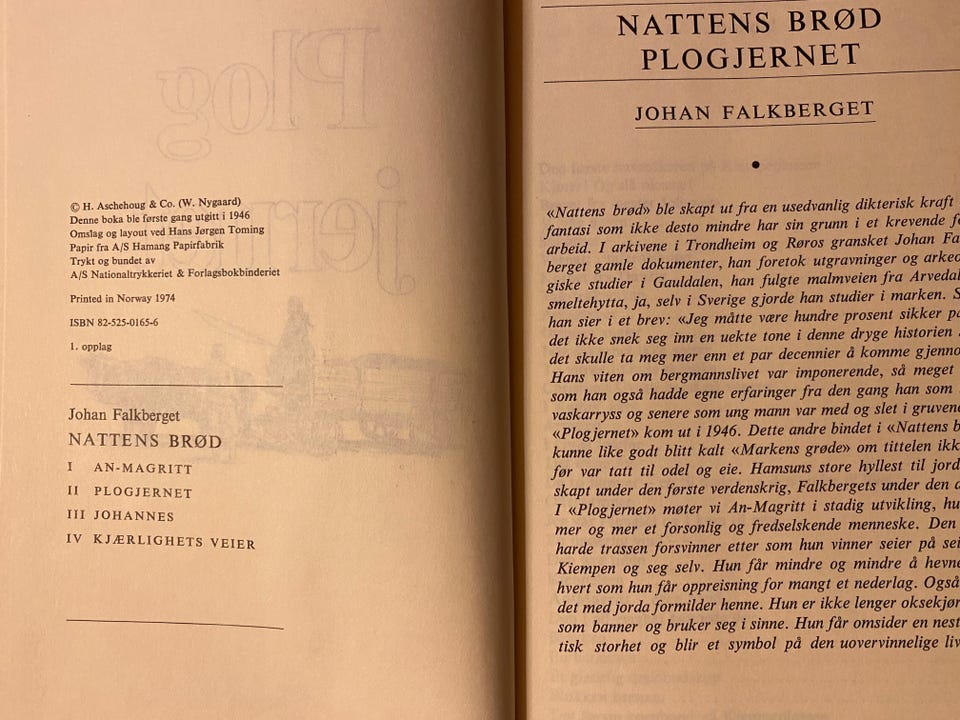 © H. Aschehoug & Co. (W. Nygaard)
Denne boka ble første gang utgitt i 1946
Omslag og layout ved Hans Jørgen Toming
Papir fra A/S Hamang Papirfabrik
Trykt og bundet av
A/S Nationaltrykkeriet & Forlagsbokbinderiet
Printed in Norway 1974
ISBN 82-525-0165-6
1. opplag
Johan Falkberget
NATTENS BRØD
I AN-MAGRITT
II PLOGJERNET
III JOHANNES
IV KJÆRLIGHETS VEIER
NATTENS BRØD
PLOGJERNET
JOHAN FALKBERGET
«Nattens brød» ble skapt ut fra en usedvanlig dikterisk kraft
fantasi som ikke desto mindre har sin grunn i et krevende
arbeid. I arkivene i Trondheim og Røros gransket Johan Fa
berget gamle dokumenter, han foretok utgravninger og arkeo
giske studier i Gauldalen, han fulgte malmveien fra Arvedal
smeltehytta, ja, selv i Sverige gjorde han studier i marken. S
han sier i et brev: «Jeg måtte være hundre prosent sikker på
det ikke snek seg inn en uekte tone i denne dryge historien
det skulle ta meg mer enn et par decennier å komme gjenno
Hans viten om bergmannslivet var imponerende, så meget
som han også hadde egne erfaringer fra den gang han som
vaskarryss og senere som ung mann var med og slet i gruven
«Plogjernet» kom ut i 1946. Dette andre bindet i «Nattens b
kunne like godt blitt kalt «Markens grøde» om tittelen ikk
før var tatt til odel og eie. Hamsuns store hyllest til jord
skapt under den første verdenskrig, Falkbergets under den a
I «Plogjernet» møter vi An-Magritt i stadig utvikling, hu
mer og mer et forsonlig og fredselskende menneske. Den
harde trassen forsvinner etter som hun vinner seier på sei
Kiempen og seg selv. Hun får mindre og mindre å hevne
hvert som hun får oppreisning for mangt et nederlag. Også
det med jorda formilder henne. Hun er ikke lenger oksekjør
som banner og bruker seg i sinne. Hun får omsider en nest
tisk storhet og blir et symbol på den uovervinnelige liv